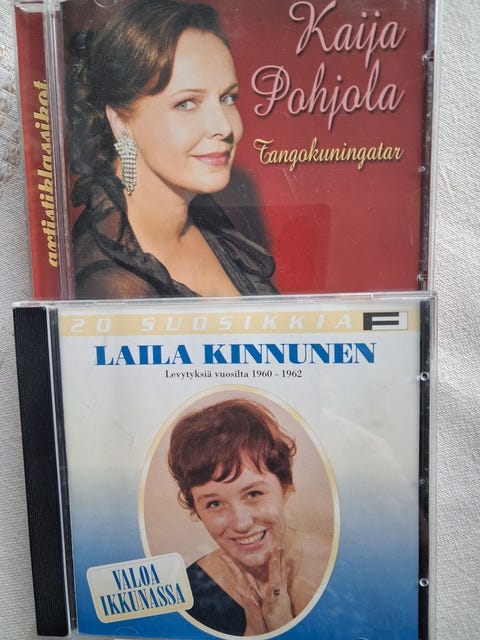 artistiklassikot
Kaija
Pohjola
Tangokuningatar
20 SUOSIKKIA F
LAILA KINNUNEN
Levytyksiä vuosilta 1960 - 1962
VALOA
IKKUNASSA